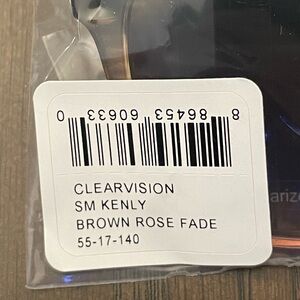 8 86453 60633 0
CLEARVISION
SM KENLY
BROWN ROSE FADE
55-17-140